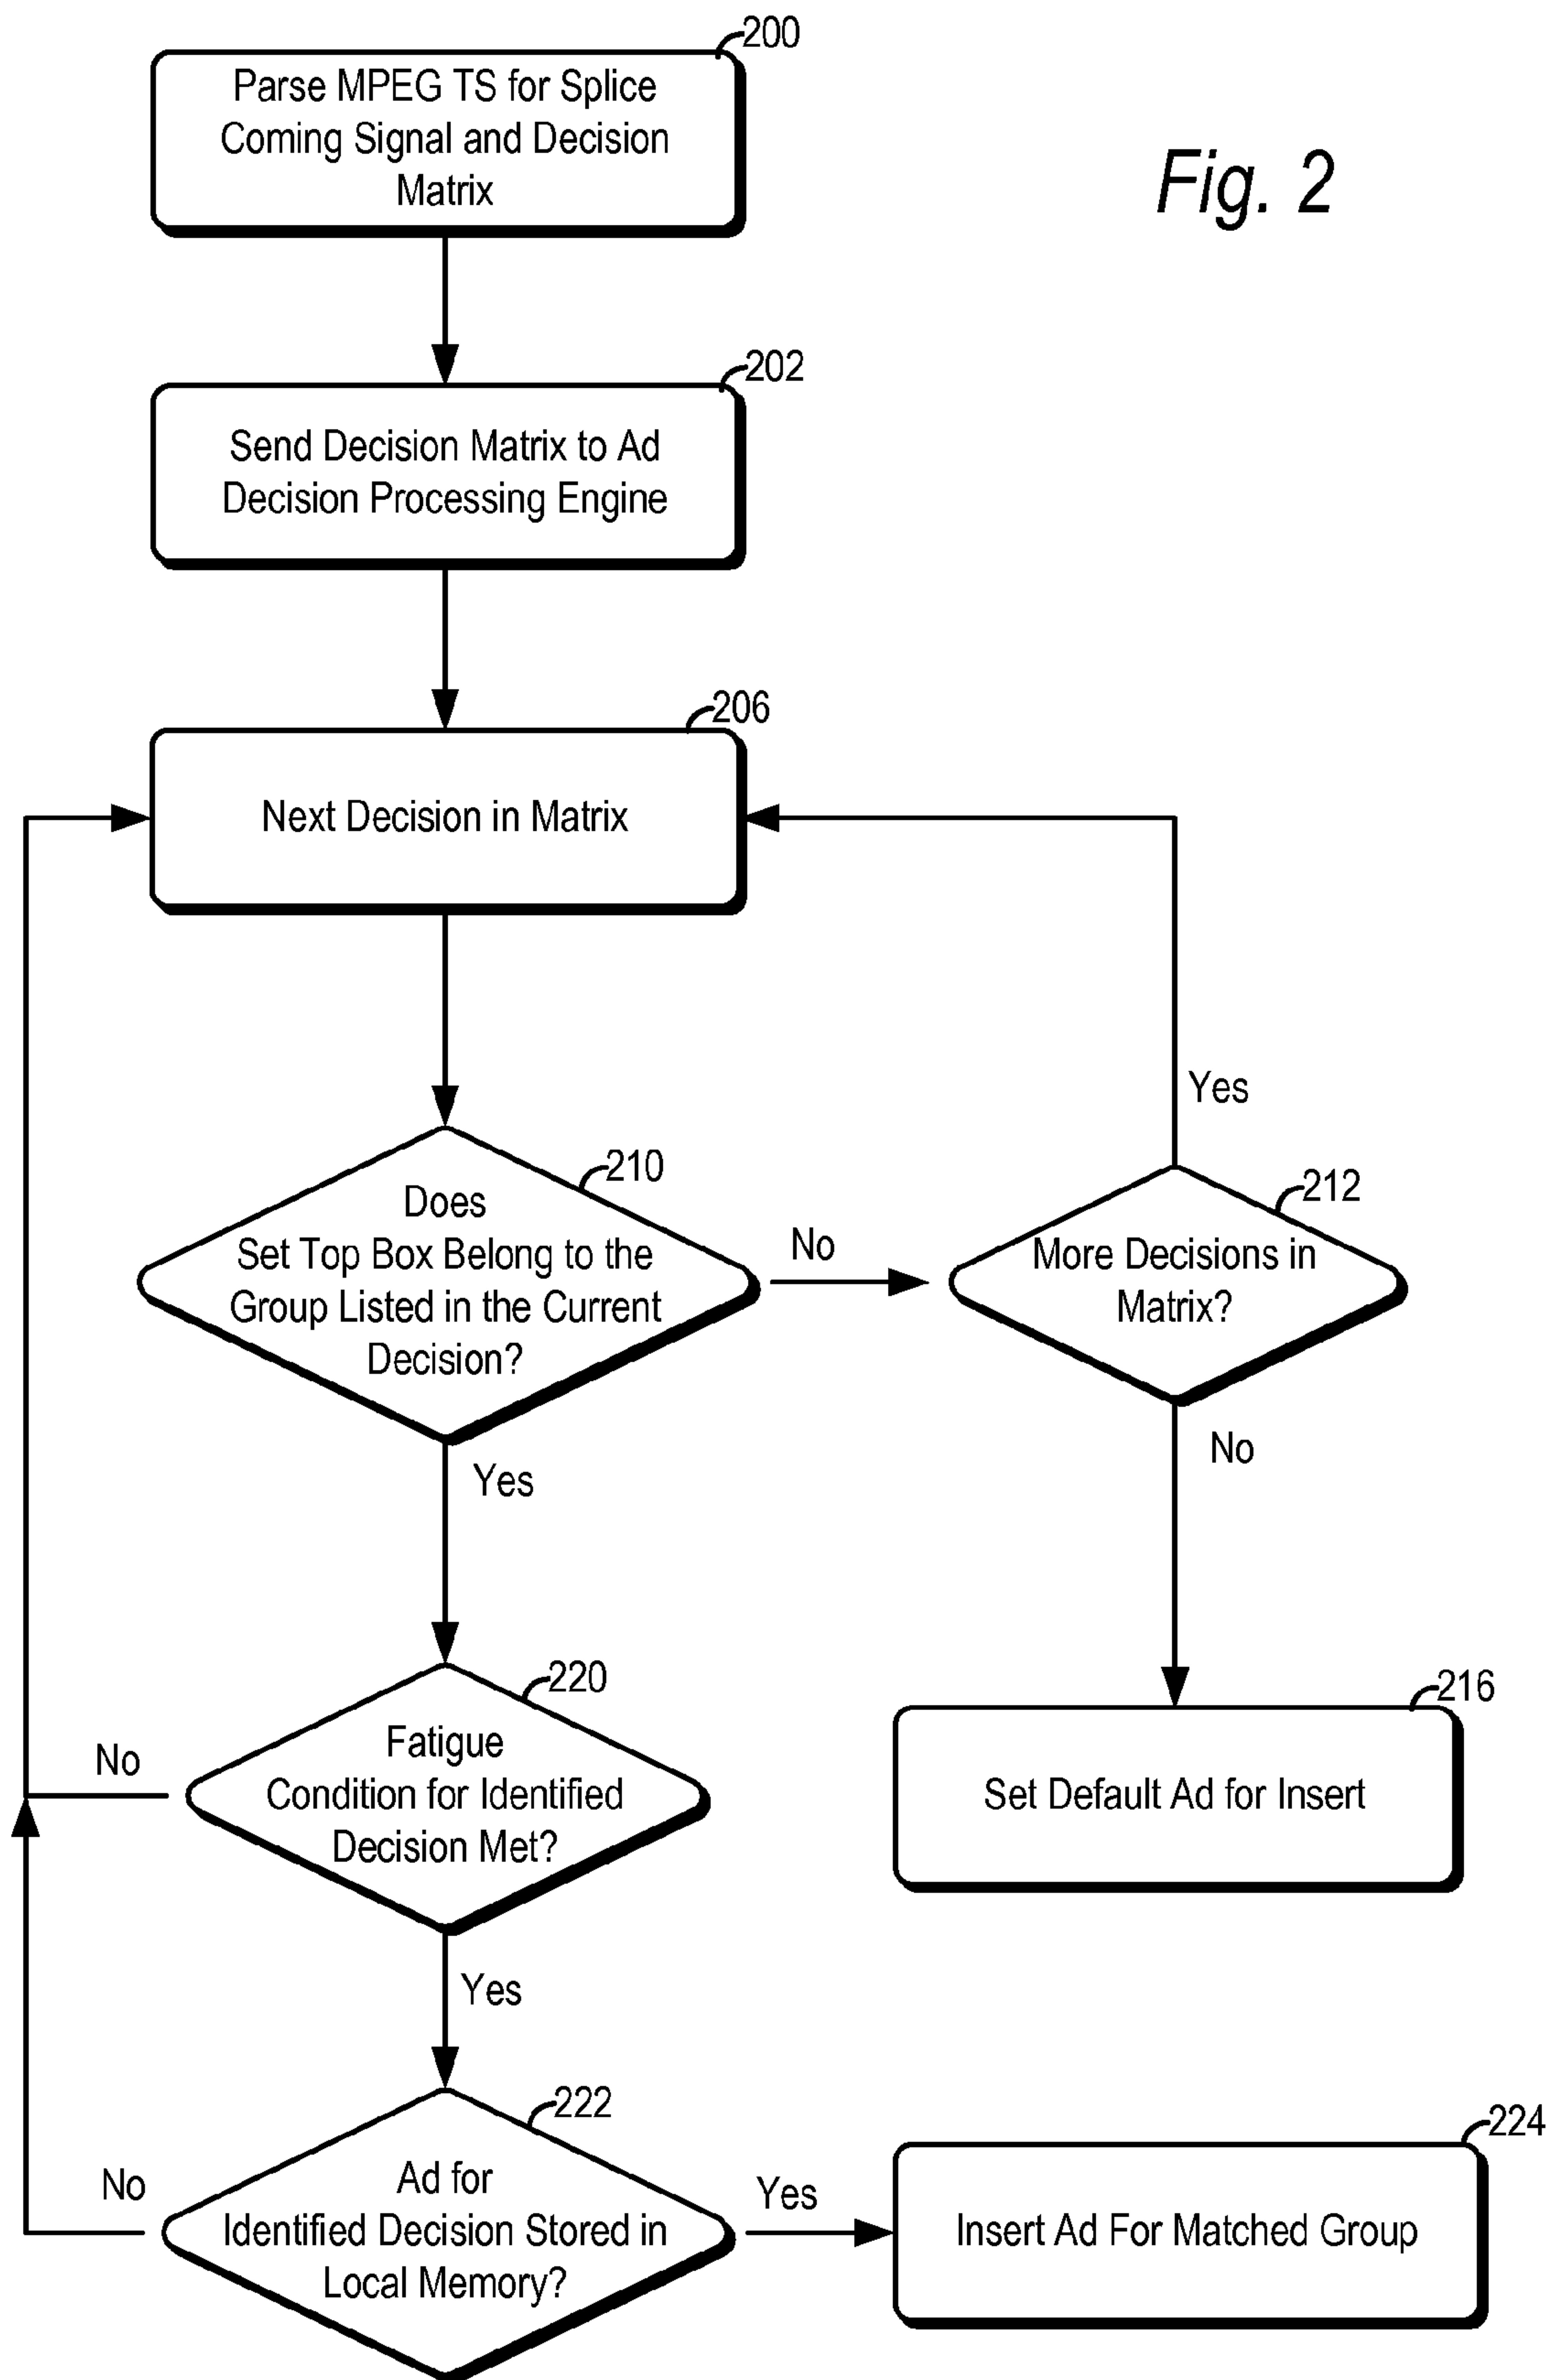 200
Parse MPEG TS for Splice
Coming Signal and Decision
Matrix
Fig. 2
202
Send Decision Matrix to Ad
Decision Processing Engine
206
Next Decision in Matrix
Yes
210
Does
Set Top Box Belong to the
Group Listed in the Current
Decision?
No
212
More Decisions in
Matrix?
Yes
No
220
Fatigue
Condition for Identified
Decision Met?
No
216
Set Default Ad for Insert
Yes
222
Ad for
Identified Decision Stored in
Local Memory?
No
Yes
224
Insert Ad For Matched Group